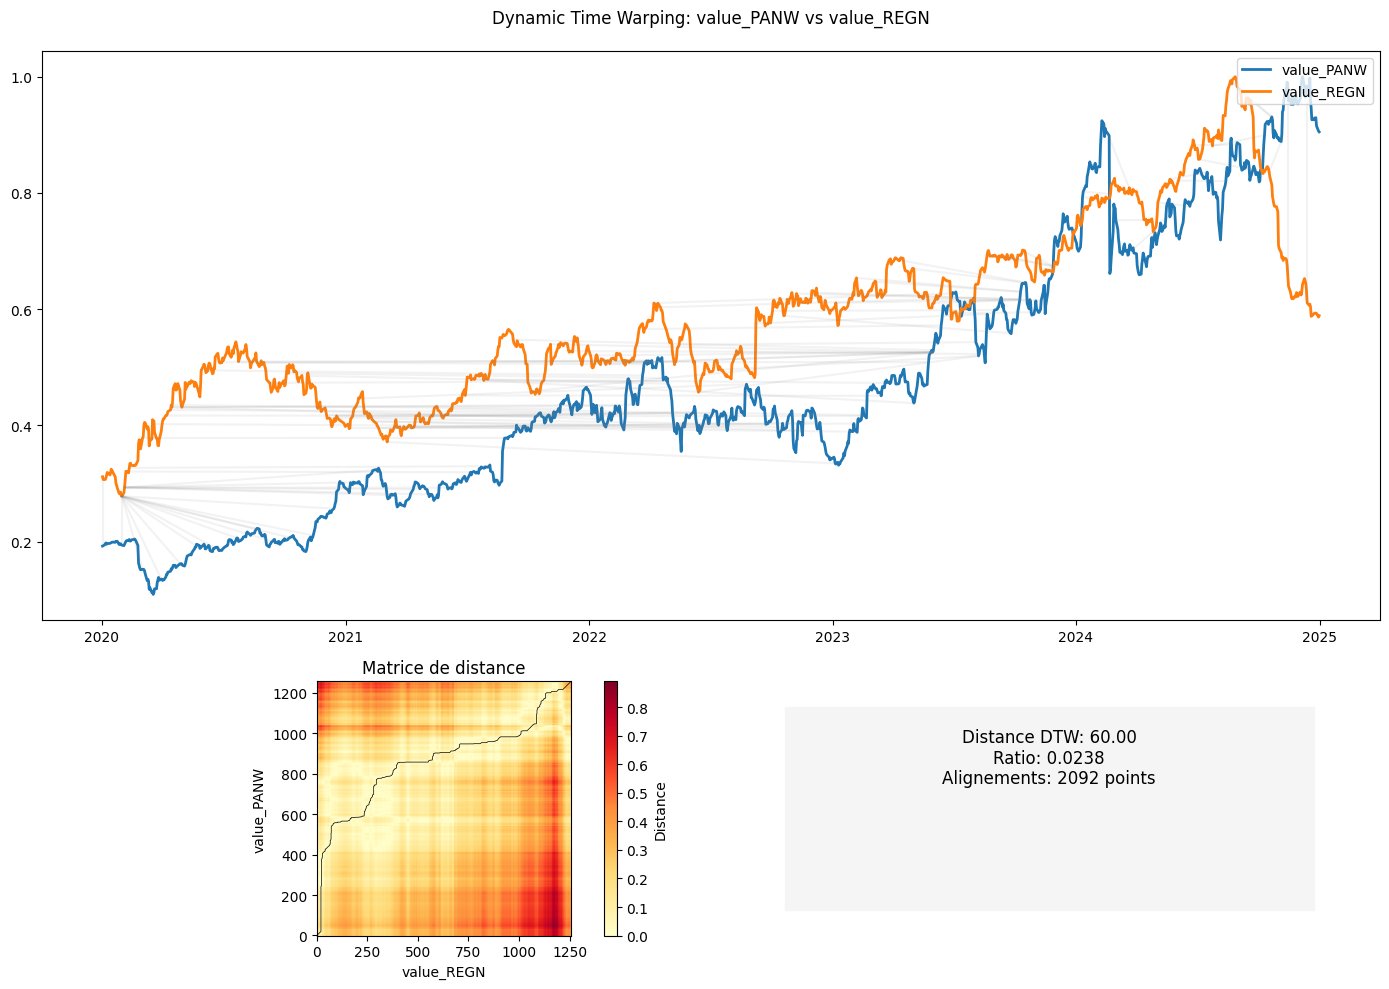 Dynamic Time Warping: value_PANW vs value_REGN
value_PANW
value_REGN
1.0
0.8
0.6
0.4
0.2
2020 2021 2022 2023 2024 2025
Matrice de distance
value_PANW
1200
1000
800
600
400
200
0
0 250 500 750 1000 1250
value_REGN
0.8
0.7
0.6
0.5
0.4
0.3
0.2
0.1
0.0
Distance
Distance DTW: 60.00
Ratio: 0.0238
Alignements: 2092 points